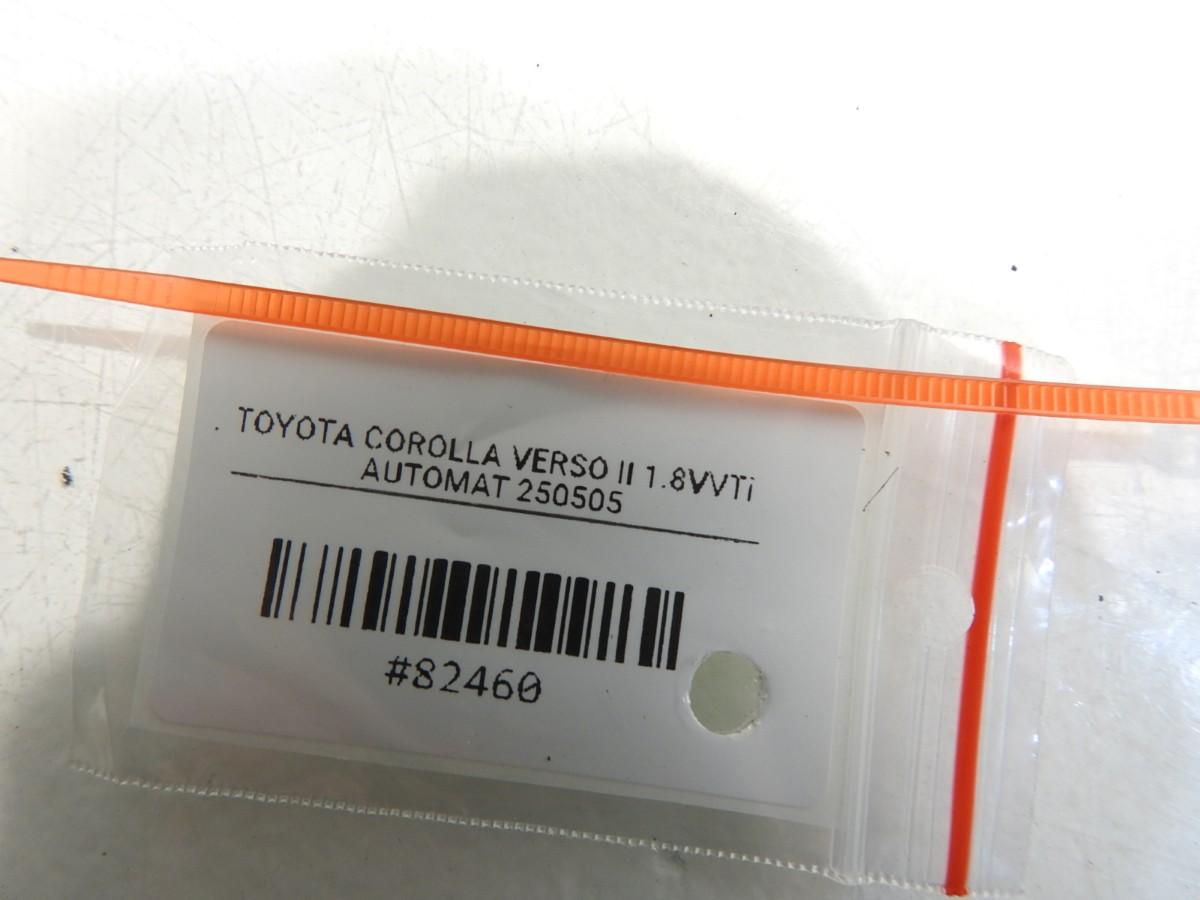 TOYOTA COROLLA VERSO II 1.8VVTi
AUTOMAT 250505
#82460